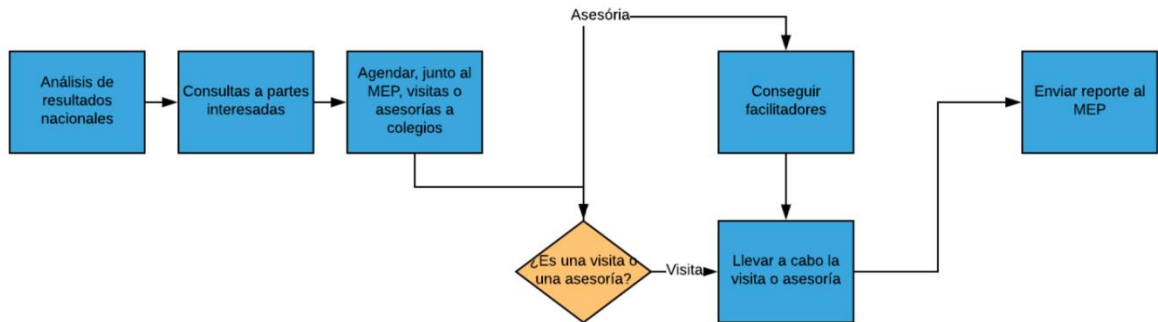 Asesória
Análisis de
resultados
nacionales
Consultas a partes
interesadas
Agendar, junto al
MEP, visitas o
asesorías a
colegios
Conseguir
facilitadores
Enviar reporte al
MEP
¿Es una visita o
una asesoría?
Visita
Llevar a cabo la
visita o asesoría